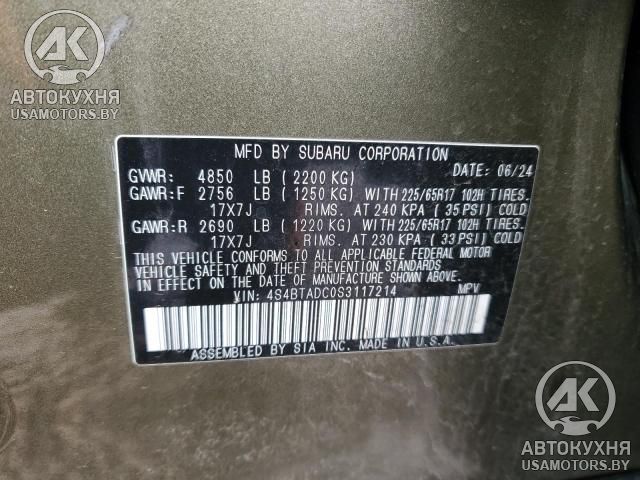 АВТОКУХНЯ
USAMOTORS.BY
MFD BY SUBARU CORPORATION
GVWR: 4850 LB (2200 KG) DATE: 06/24
GAWR:F 2756 LB (1250 KG) WITH 225/65R17 102H TIRES.
17X7J RIMS. AT 240 KPA (35 PSI) COLD
GAWR:R 2690 LB (1220 KG) WITH 225/65R17 102H TIRES.
17X7J RIMS. AT 230 KPA (33 PSI) COLD
THIS VEHICLE CONFORMS TO ALL APPLICABLE FEDERAL MOTOR
VEHICLE SAFETY AND THEFT PREVENTION STANDARDS
IN EFFECT ON THE DATE OF MANUFACTURE SHOWN ABOVE.
VIN: 4S4BTADC0S3117214 MPV
ASSEMBLED BY SIA INC. MADE IN U.S.A.
AK
АВТОКУХНЯ
USAMOTORS.BY